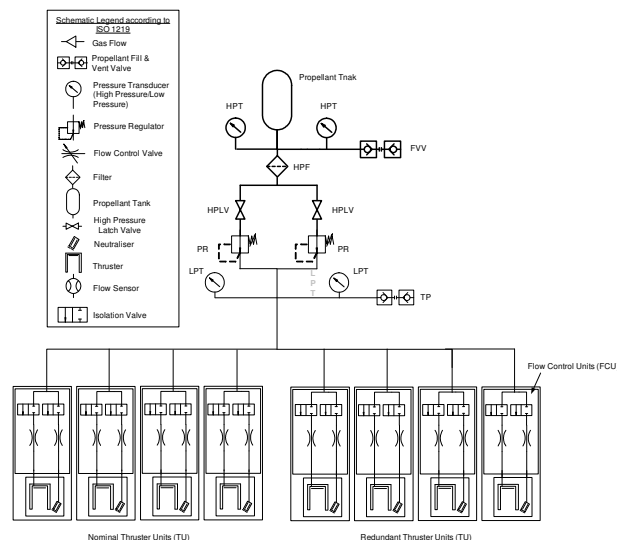 Schematic Legend according to
ISO 1219
Gas Flow
Propellant Fill &
Vent Valve
Pressure Transducer
(High Pressure/Low
Pressure)
Pressure Regulator
Flow Control Valve
Filter
Propellant Tank
High Pressure
Latch Valve
Neutraliser
Thruster
Flow Sensor
Isolation Valve
Propellant Tnak
HPT
HPT
FVV
HPF
HPLV
HPLV
PR
PR
LPT
L
P
T
LPT
TP
Flow Control Units (FCU
Nominal Thruster Units (TU)
Redundant Thruster Units (TU)